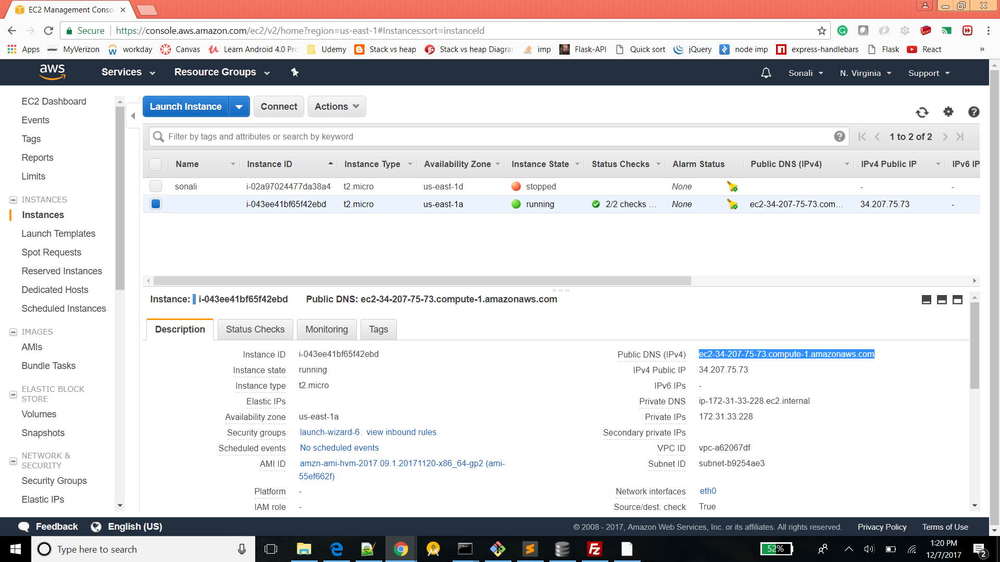 EC2 Management Conso
Secure
https://console.aws.amazon.com/ec2/v2/home?region=us-east-1#Instances:sort=instanceId
Apps MyVerizon workday Canvas Learn Android 4.0 Pro Udemy Stack vs heap Stack vs heap Diagra imp Flask-API Quick sort jQuery node imp express-handlebars Flask React »
aws Services Resource Groups Sonali N. Virginia Support
EC2 Dashboard
Events
Tags
Reports
Limits
INSTANCES
Instances
Launch Templates
Spot Requests
Reserved Instances
Dedicated Hosts
Scheduled Instances
IMAGES
AMIs
Bundle Tasks
ELASTIC BLOCK
STORE
Volumes
Snapshots
NETWORK &
SECURITY
Security Groups
Elastic IPs
Launch Instance Connect Actions
Filter by tags and attributes or search by keyword
1 to 2 of 2
Name Instance ID Instance Type Availability Zone Instance State Status Checks Alarm Status Public DNS (IPv4) IPv4 Public IP IPv6 IP
sonali i-02a97024477da38a4 t2.micro us-east-1d stopped None - -
i-043ee41bf65f42ebd t2.micro us-east-1a running 2/2 checks ... None ec2-34-207-75-73.com... 34.207.75.73 -
Instance: i-043ee41bf65f42ebd Public DNS: ec2-34-207-75-73.compute-1.amazonaws.com
Description Status Checks Monitoring Tags
Instance ID i-043ee41bf65f42ebd
Instance state running
Instance type t2.micro
Elastic IPs
Availability zone us-east-1a
Security groups launch-wizard-6. view inbound rules
Scheduled events No scheduled events
AMI ID amzn-ami-hvm-2017.09.1.20171120-x86_64-gp2 (ami-
55ef662f)
Platform -
IAM role -
Public DNS (IPv4) ec2-34-207-75-73.compute-1.amazonaws.com
IPv4 Public IP 34.207.75.73
IPv6 IPs -
Private DNS ip-172-31-33-228.ec2.internal
Private IPs 172.31.33.228
Secondary private IPs
VPC ID vpc-a62067df
Subnet ID subnet-b9254ae3
Network interfaces eth0
Source/dest. check True
Feedback English (US)
© 2008 - 2017, Amazon Web Services, Inc. or its affiliates. All rights reserved. Privacy Policy Terms of Use
Type here to search
52%
1:20 PM
12/7/2017
2